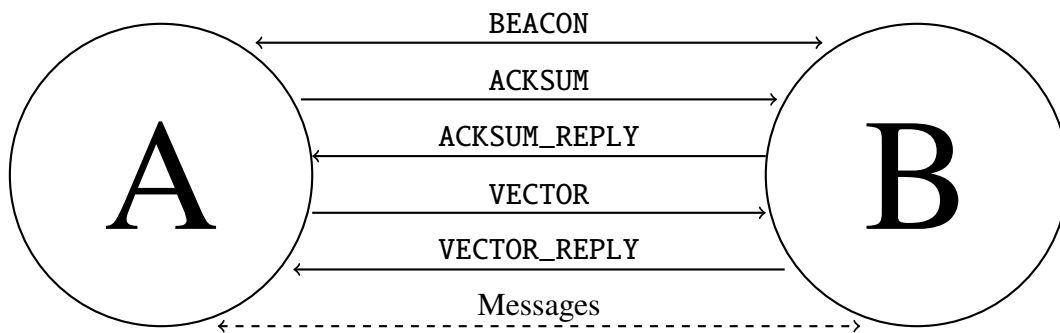 BEACON
ACKSUM
ACKSUM_REPLY
VECTOR
VECTOR_REPLY
Messages
A
B